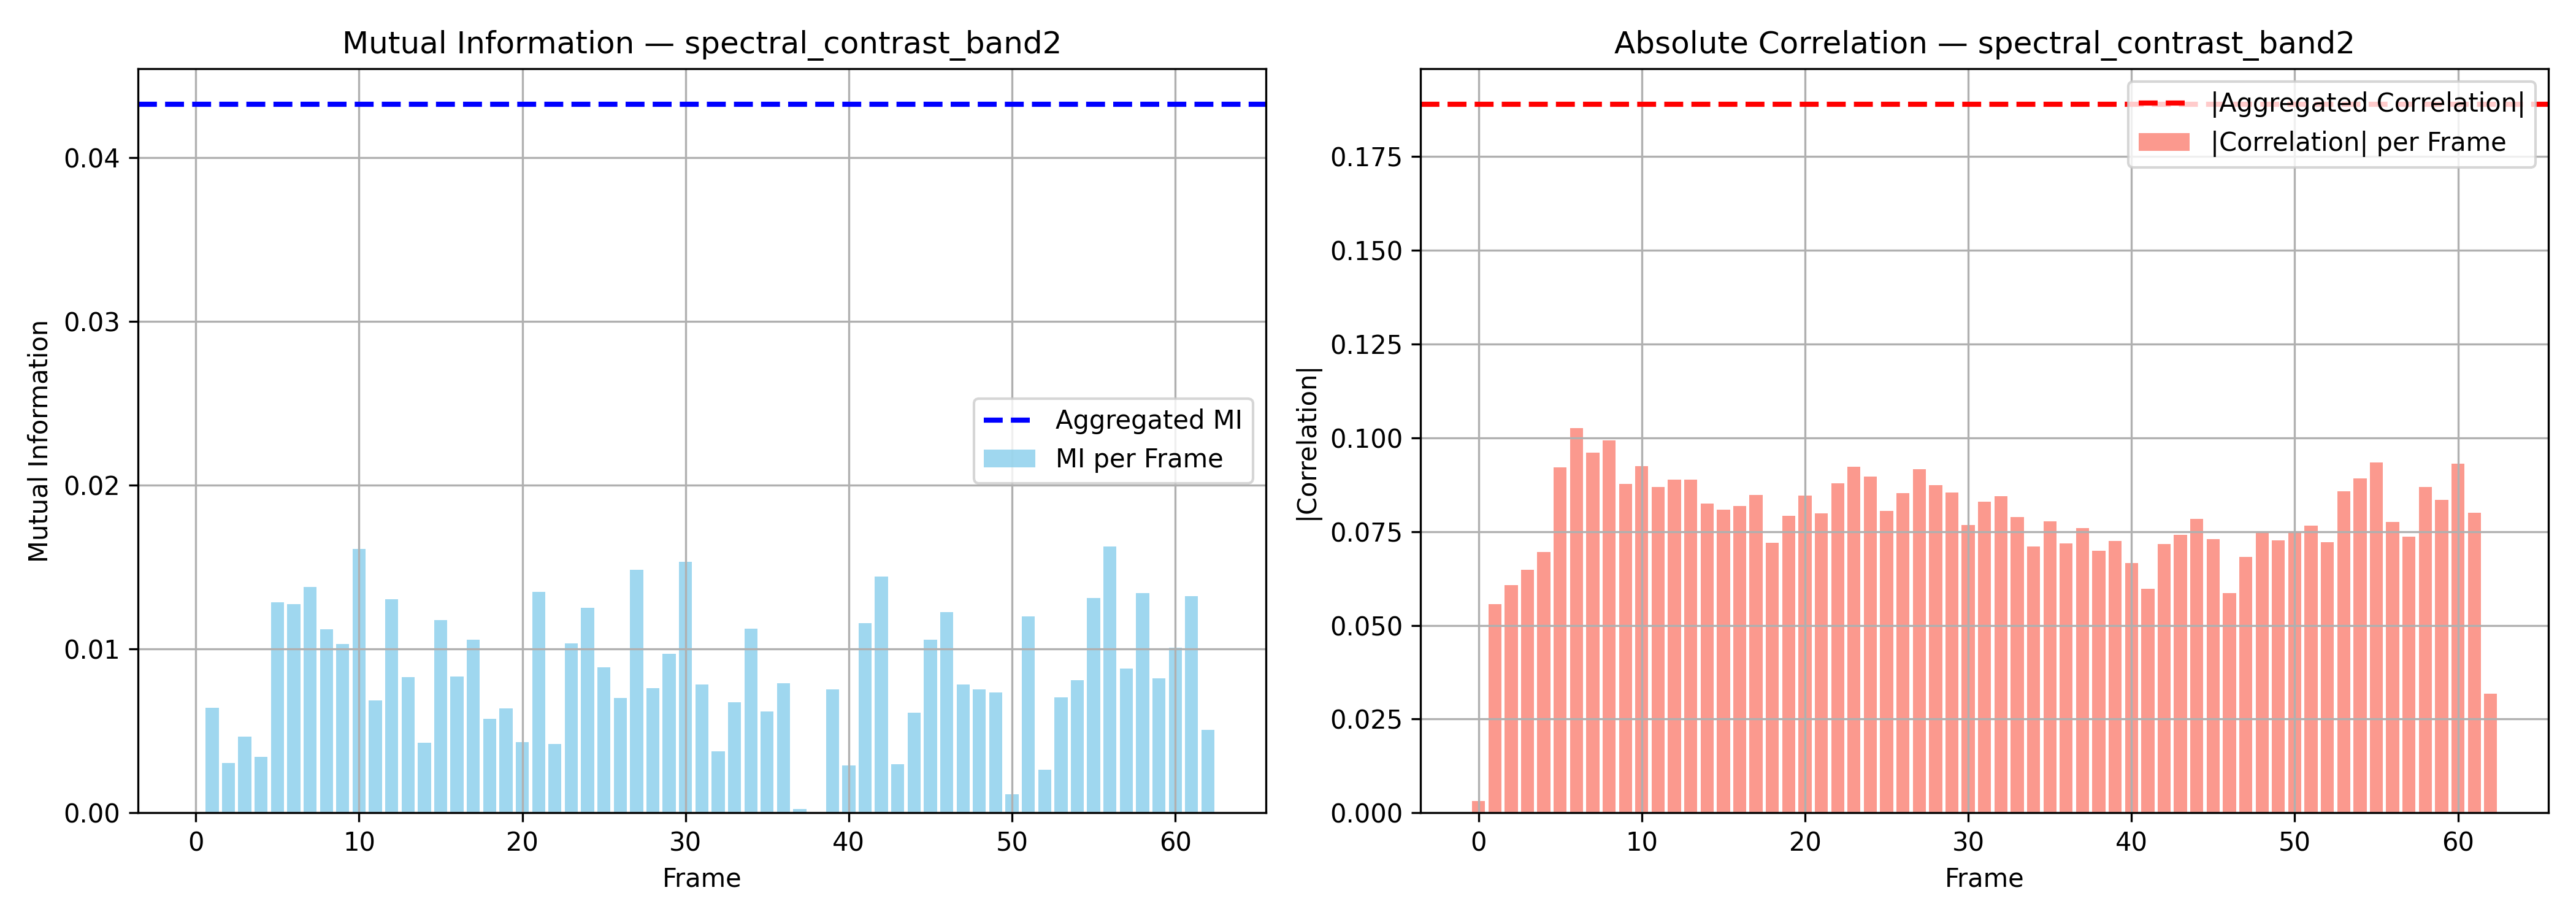 Mutual Information — spectral_contrast_band2
Mutual Information
0.04
0.03
0.02
0.01
0.00
Aggregated MI
MI per Frame
0 10 20 30 40 50 60
Frame
Absolute Correlation — spectral_contrast_band2
|Correlation|
0.175
0.150
0.125
0.100
0.075
0.050
0.025
0.000
|Aggregated Correlation|
|Correlation| per Frame
0 10 20 30 40 50 60
Frame